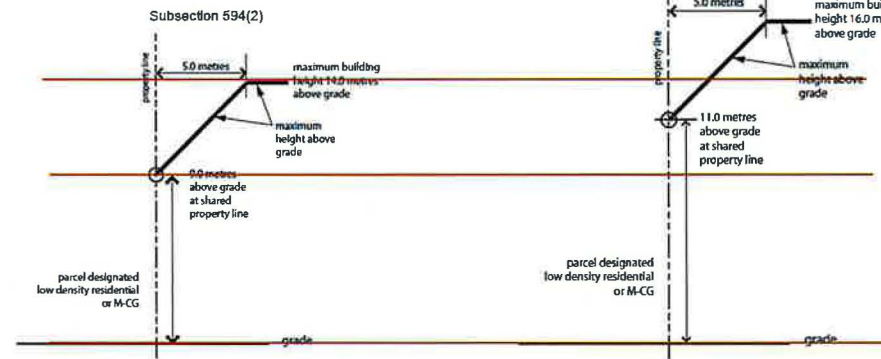 Subsection 594(2)
property line
5.0 metres
maximum building
height 14.0 metres
above grade
maximum
height above
grade
9.0 metres
above grade
at shared
property line
parcel designated
low density residential
or M-CG
grade
property line
5.0 metres
maximum bui
height 16.0 m
above grade
maximum
height above
grade
11.0 metres
above grade
at shared
property line
parcel designated
low density residential
or M-CG
grade